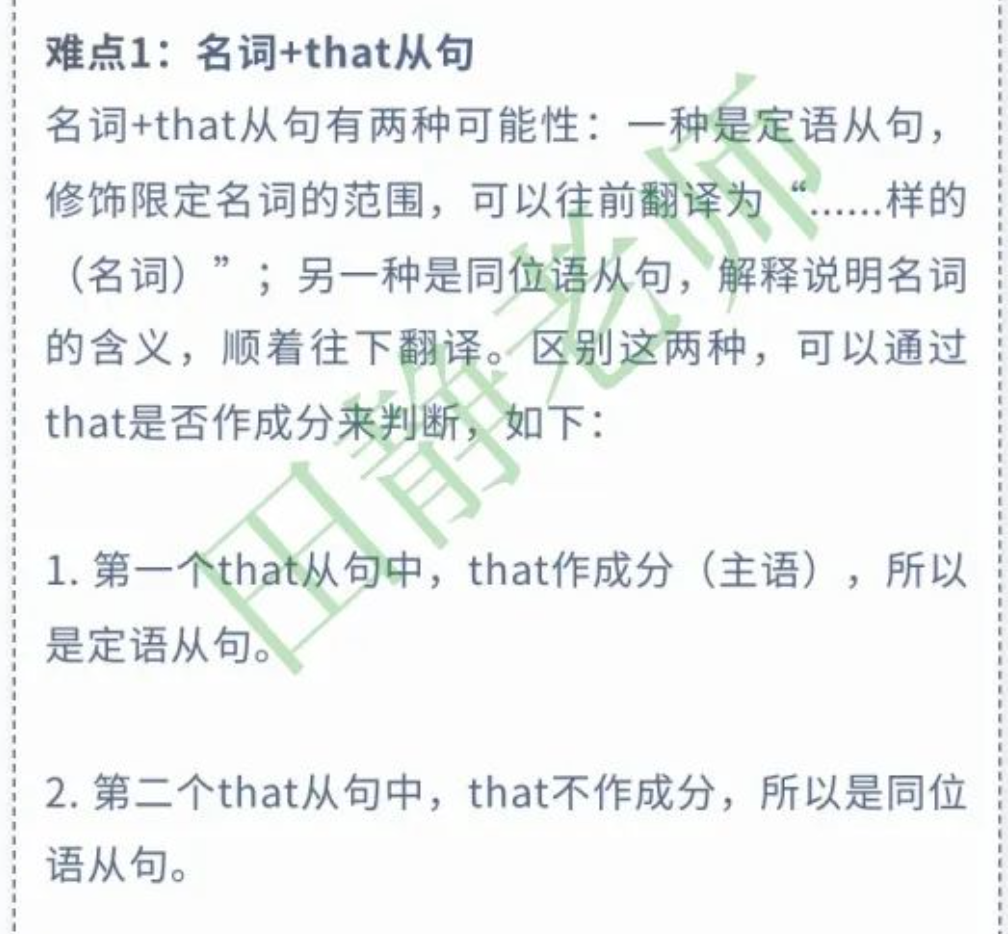 难点1：名词+that从句
名词+that从句有两种可能性：一种是定语从句，
修饰限定名词的范围，可以往前翻译为“……样的
（名词）”；另一种是同位语从句，解释说明名词
的含义，顺着往下翻译。区别这两种，可以通过
that是否作成分来判断，如下：
1. 第一个that从句中，that作成分（主语），所以
是定语从句。
2. 第二个that从句中，that不作成分，所以是同位
语从句。
田静老师